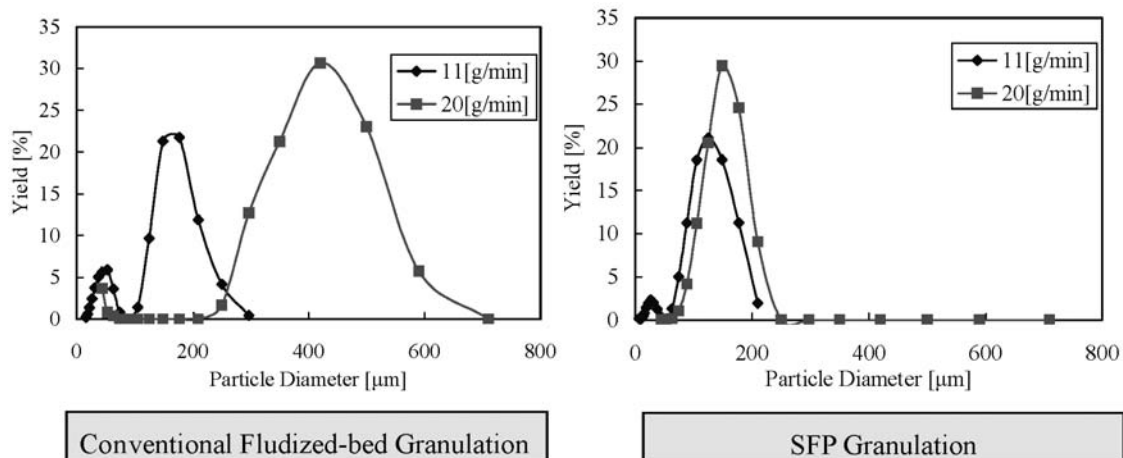 35
30
25
20
15
10
5
0
Yield [%]
11[g/min]
20[g/min]
0 200 400 600 800
Particle Diameter [μm]
Conventional Fludized-bed Granulation
35
30
25
20
15
10
5
0
Yield [%]
11[g/min]
20[g/min]
0 200 400 600 800
Particle Diameter [μm]
SFP Granulation